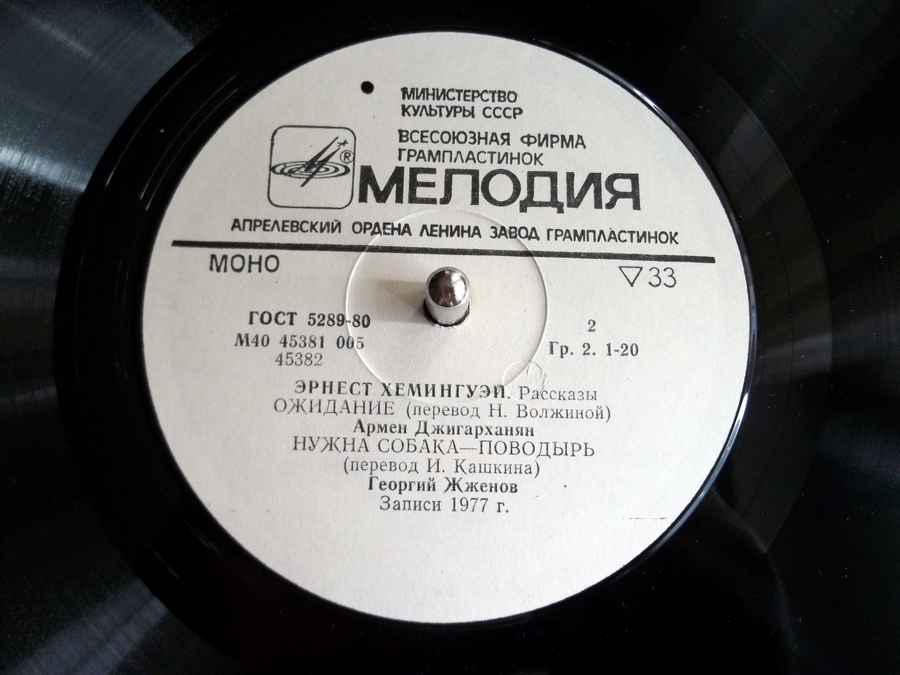 МИНИСТЕРСТВО
КУЛЬТУРЫ СССР
ВСЕСОЮЗНАЯ ФИРМА
ГРАМПЛАСТИНОК
®
МЕЛОДИЯ
АПРЕЛЕВСКИЙ ОРДЕНА ЛЕНИНА ЗАВОД ГРАМПЛАСТИНОК
МОНО
▽33
ГОСТ 5289-80
М40 45381 005
45382
2
Гр. 2. 1-20
ЭРНЕСТ ХЕМИНГУЭЙ. Рассказы
ОЖИДАНИЕ (перевод Н. Волжиной)
Армен Джигарханян
НУЖНА СОБАКА—ПОВОДЫРЬ
(перевод И. Кашкина)
Георгий Жженов
Записи 1977 г.